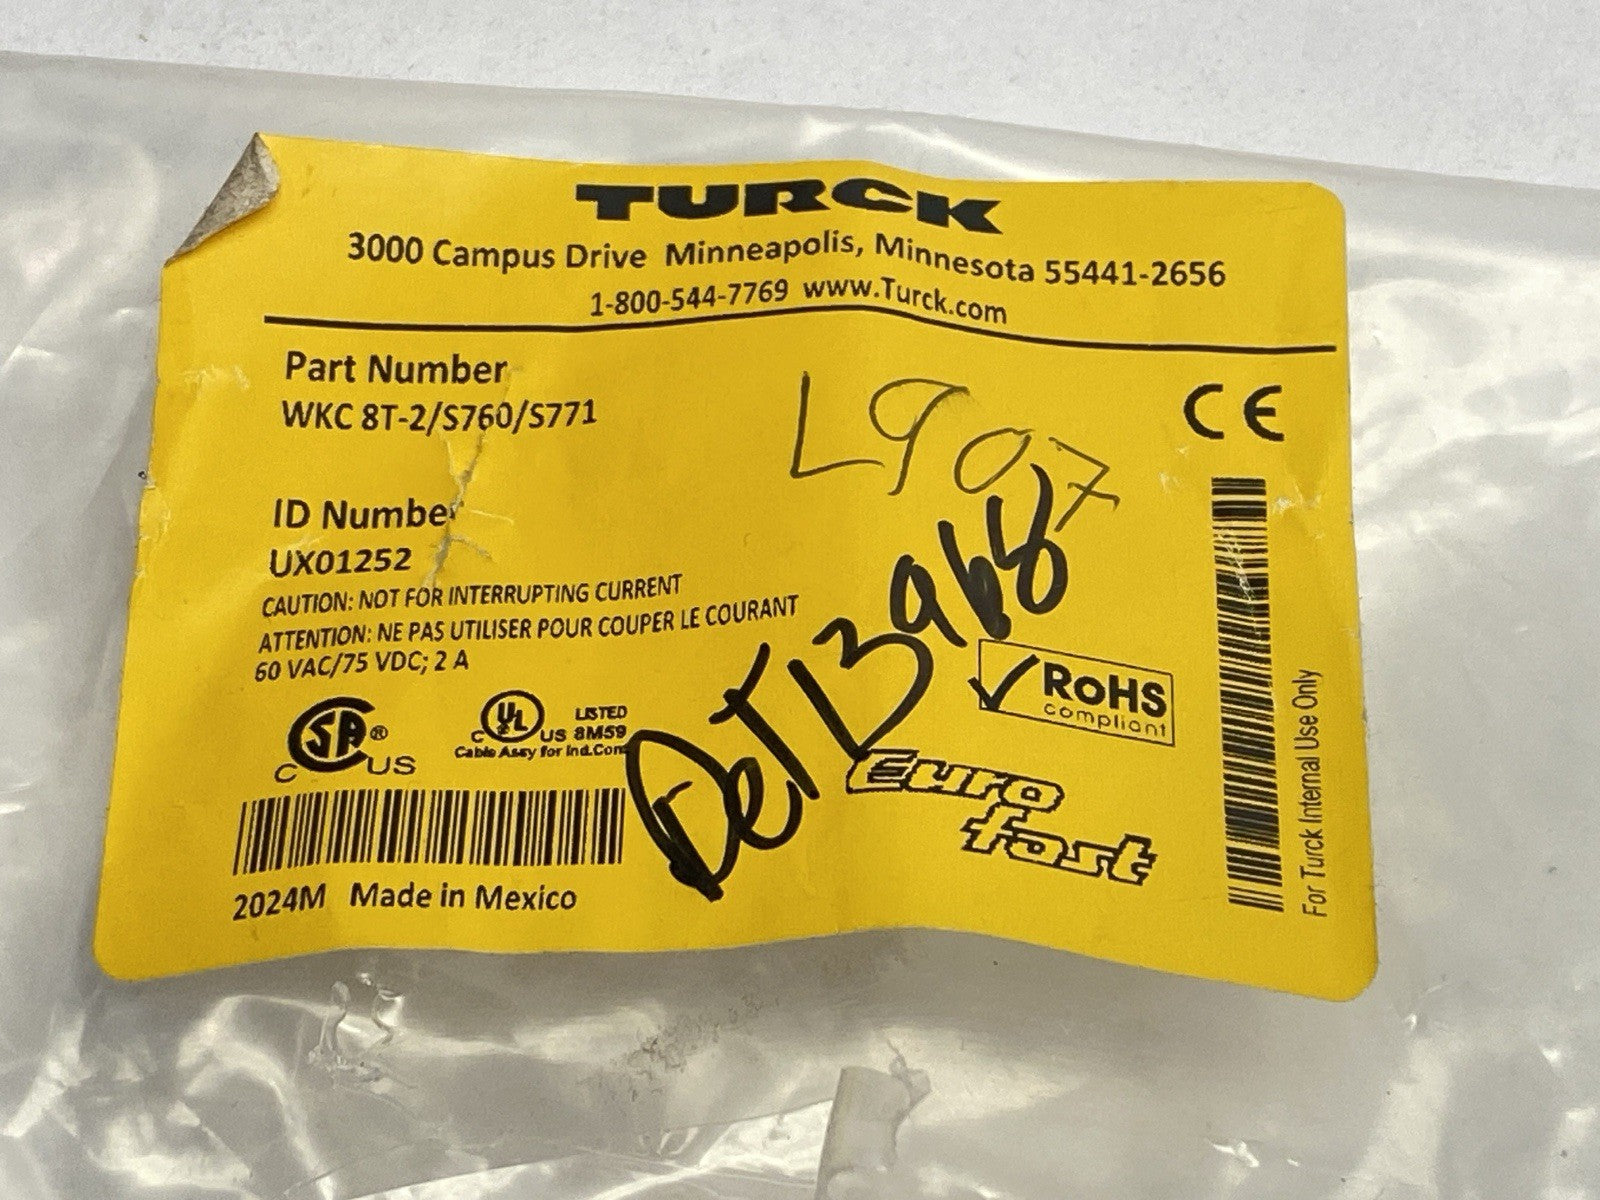 TURCK
3000 Campus Drive Minneapolis, Minnesota 55441-2656
1-800-544-7769 www.Turck.com
Part Number
WKC 8T-2/S760/S771
L907
CE
ID Number
UX01252
CAUTION: NOT FOR INTERRUPTING CURRENT
ATTENTION: NE PAS UTILISER POUR COUPER LE COURANT
60 VAC/75 VDC; 2 A
RoHS
compliant
C SA ® US
C UL US LISTED 8M59
Cable Assy for Ind.Con
Euro
fast
2024M Made in Mexico
For Turck Internal Use Only